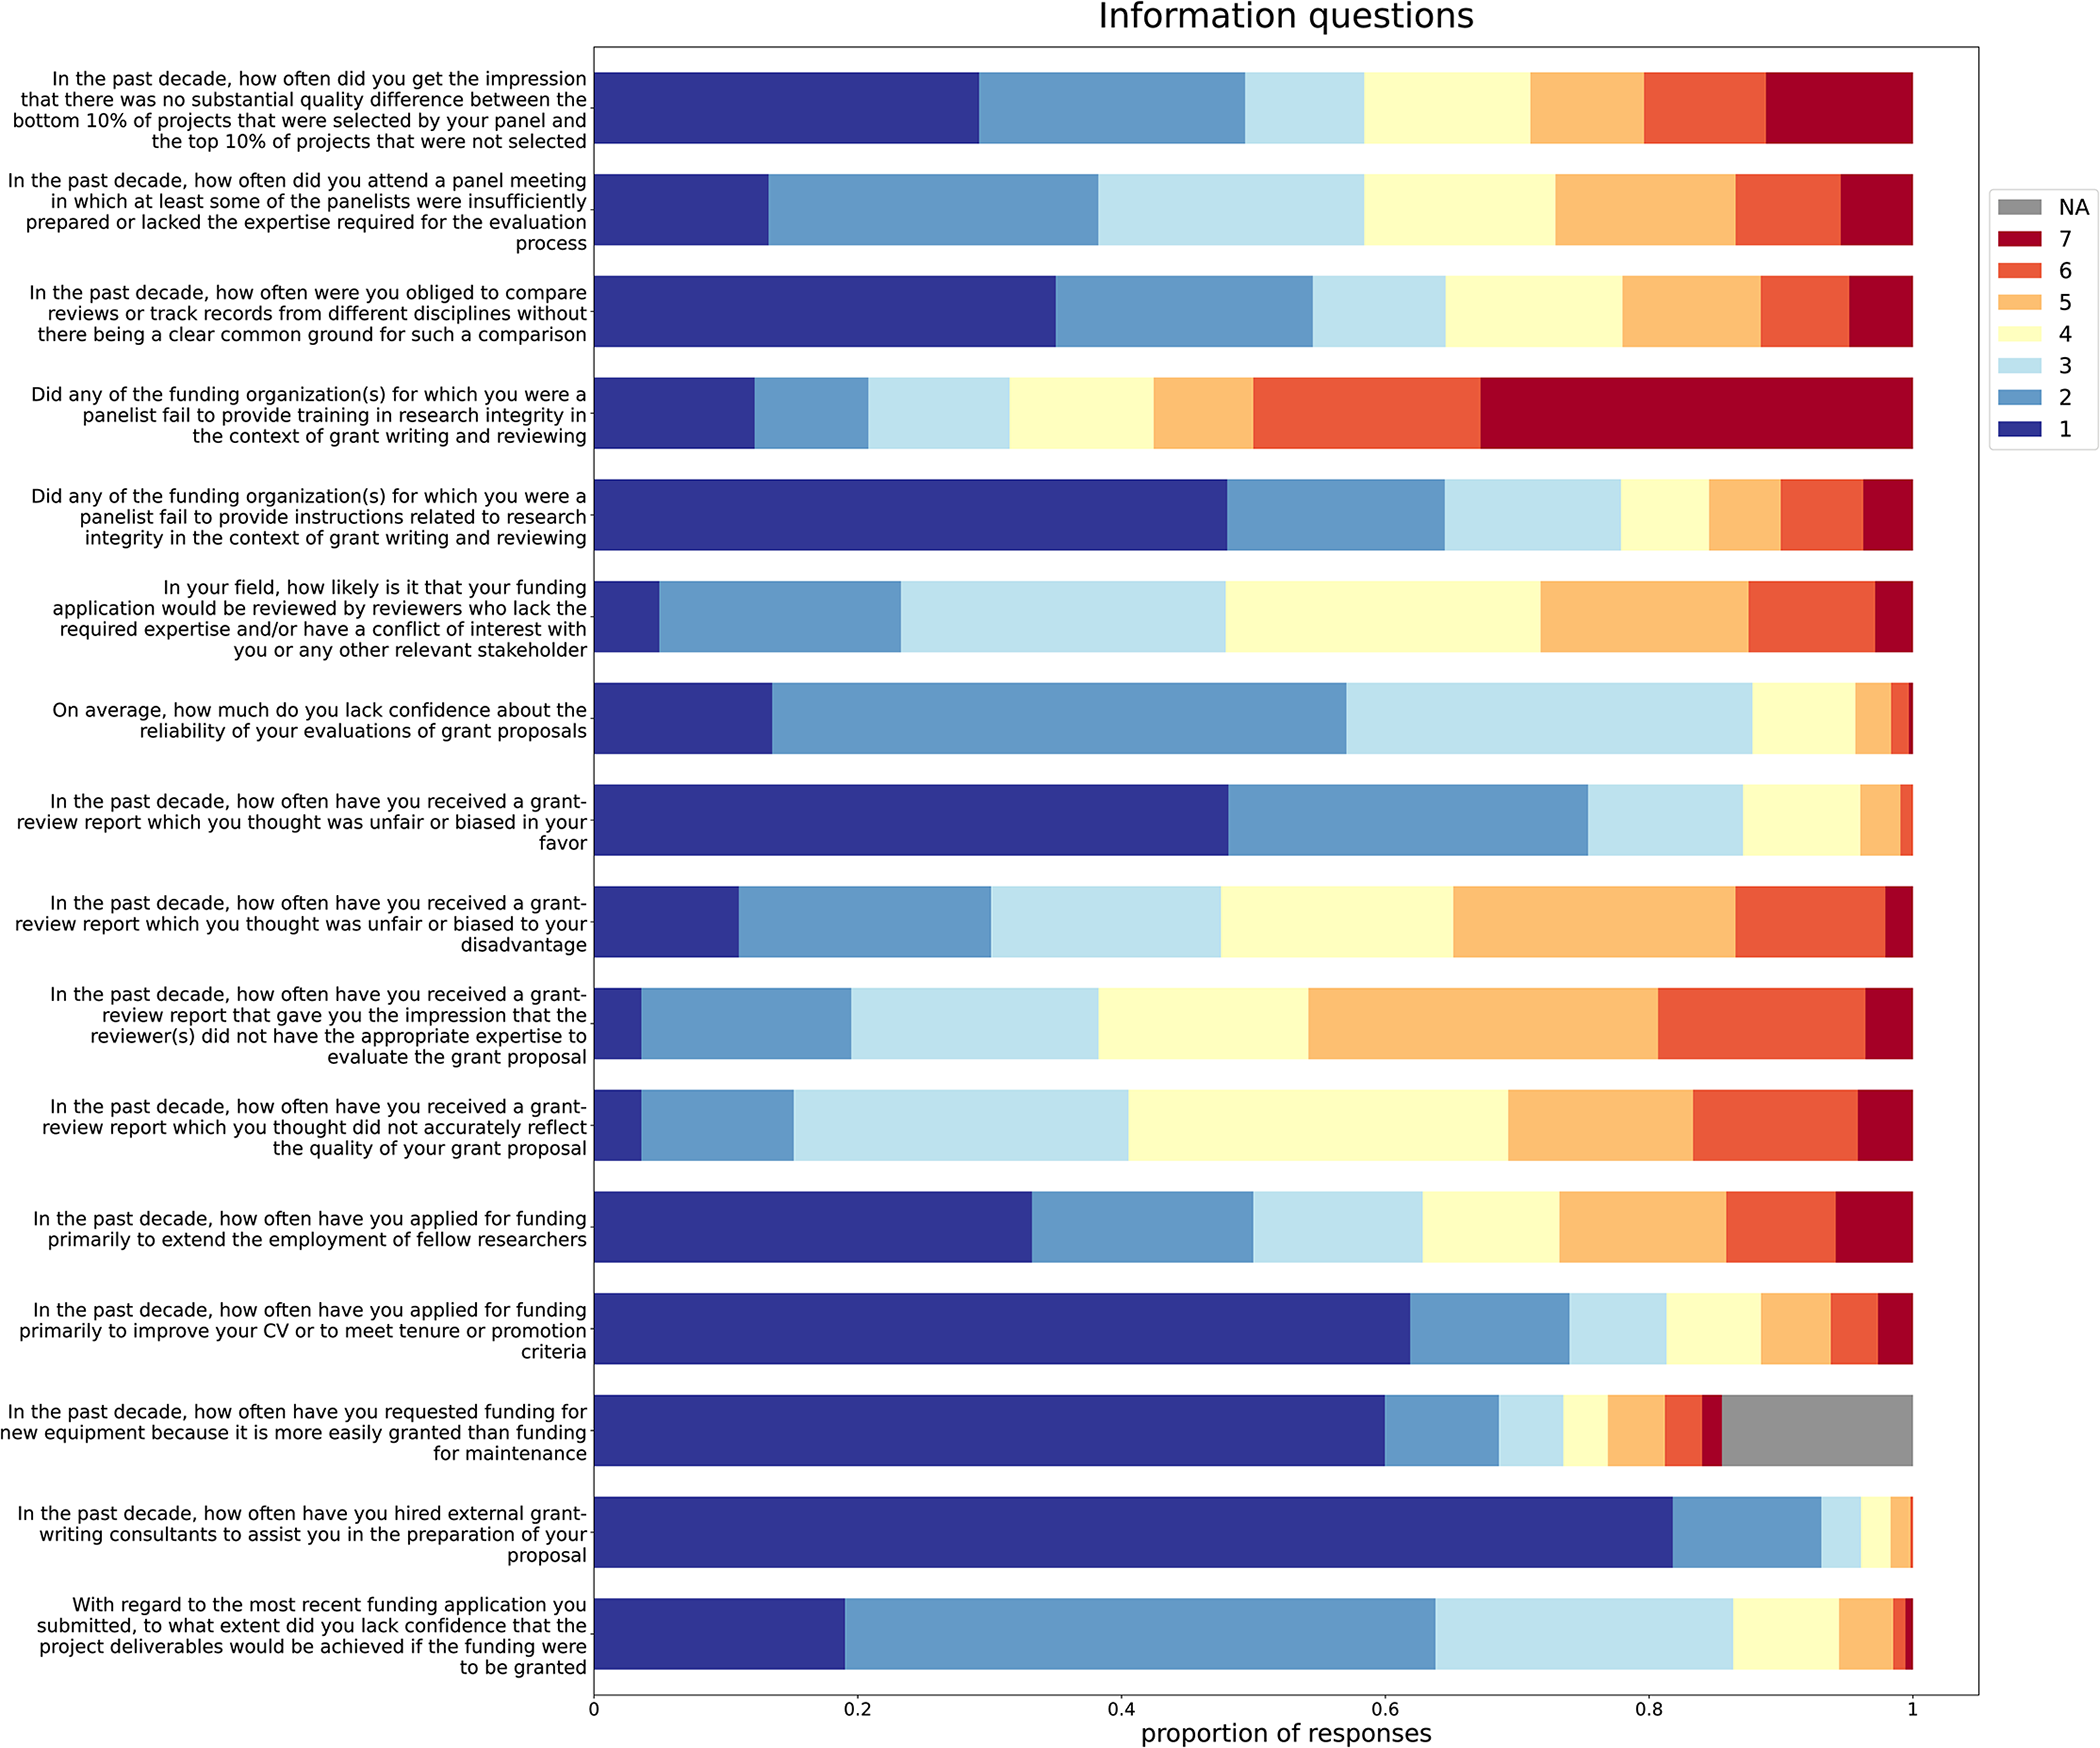 Information questions
In the past decade, how often did you get the impression
that there was no substantial quality difference between the
bottom 10% of projects that were selected by your panel and
the top 10% of projects that were not selected
In the past decade, how often did you attend a panel meeting
in which at least some of the panelists were insufficiently
prepared or lacked the expertise required for the evaluation
process
In the past decade, how often were you obliged to compare
reviews or track records from different disciplines without
there being a clear common ground for such a comparison
Did any of the funding organization(s) for which you were a
panelist fail to provide training in research integrity in
the context of grant writing and reviewing
Did any of the funding organization(s) for which you were a
panelist fail to provide instructions related to research
integrity in the context of grant writing and reviewing
In your field, how likely is it that your funding
application would be reviewed by reviewers who lack the
required expertise and/or have a conflict of interest with
you or any other relevant stakeholder
On average, how much do you lack confidence about the
reliability of your evaluations of grant proposals
In the past decade, how often have you received a grant-
review report which you thought was unfair or biased in your
favor
In the past decade, how often have you received a grant-
review report which you thought was unfair or biased to your
disadvantage
In the past decade, how often have you received a grant-
review report that gave you the impression that the
reviewer(s) did not have the appropriate expertise to
evaluate the grant proposal
In the past decade, how often have you received a grant-
review report which you thought did not accurately reflect
the quality of your grant proposal
In the past decade, how often have you applied for funding
primarily to extend the employment of fellow researchers
In the past decade, how often have you applied for funding
primarily to improve your CV or to meet tenure or promotion
criteria
In the past decade, how often have you requested funding for
new equipment because it is more easily granted than funding
for maintenance
In the past decade, how often have you hired external grant-
writing consultants to assist you in the preparation of your
proposal
With regard to the most recent funding application you
submitted, to what extent did you lack confidence that the
project deliverables would be achieved if the funding were
to be granted
0 0.2 0.4 0.6 0.8 1
proportion of responses
NA
7
6
5
4
3
2
1